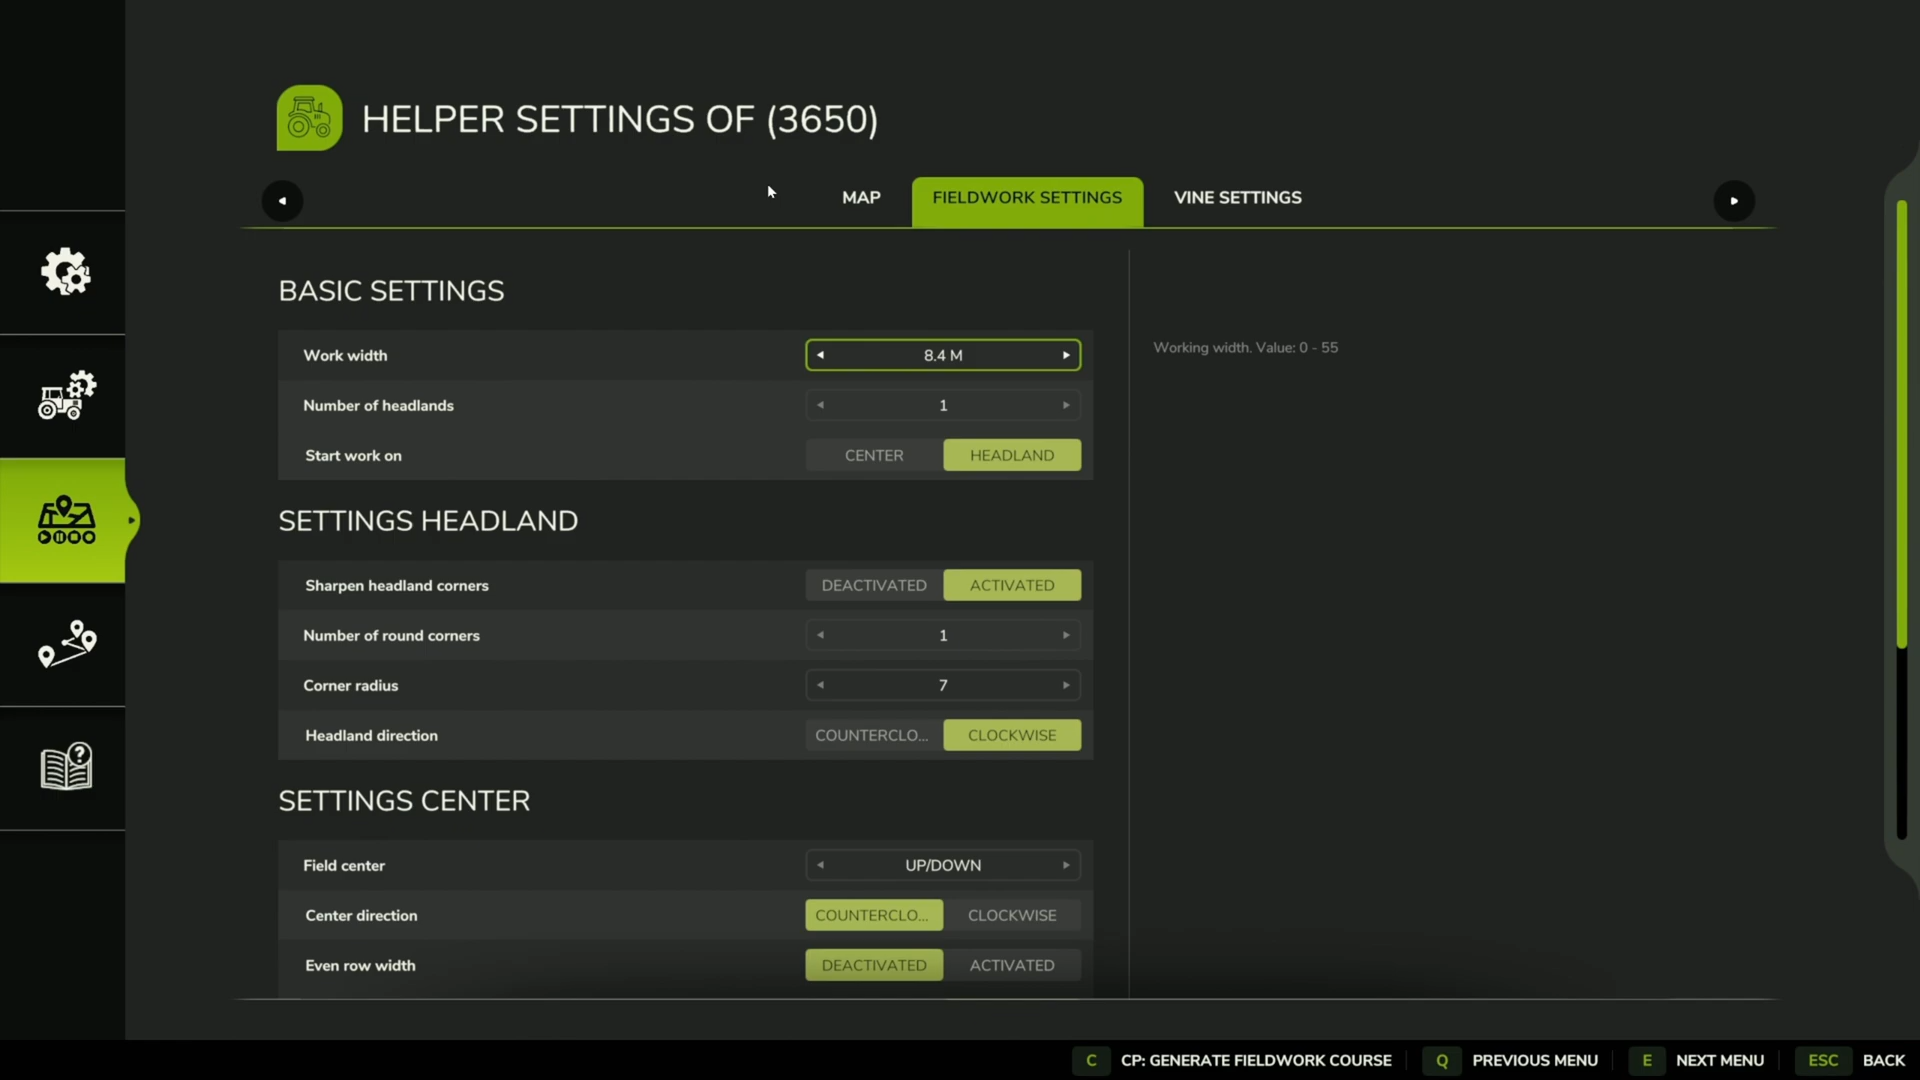 HELPER SETTINGS OF (3650)
MAP
FIELDWORK SETTINGS
VINE SETTINGS
BASIC SETTINGS
Work width
8.4 M
Working width. Value: 0 - 55
Number of headlands
1
Start work on
CENTER
HEADLAND
SETTINGS HEADLAND
Sharpen headland corners
DEACTIVATED
ACTIVATED
Number of round corners
1
Corner radius
7
Headland direction
COUNTERCLO...
CLOCKWISE
SETTINGS CENTER
Field center
UP/DOWN
Center direction
COUNTERCLO...
CLOCKWISE
Even row width
DEACTIVATED
ACTIVATED
C CP: GENERATE FIELDWORK COURSE Q PREVIOUS MENU E NEXT MENU ESC BACK